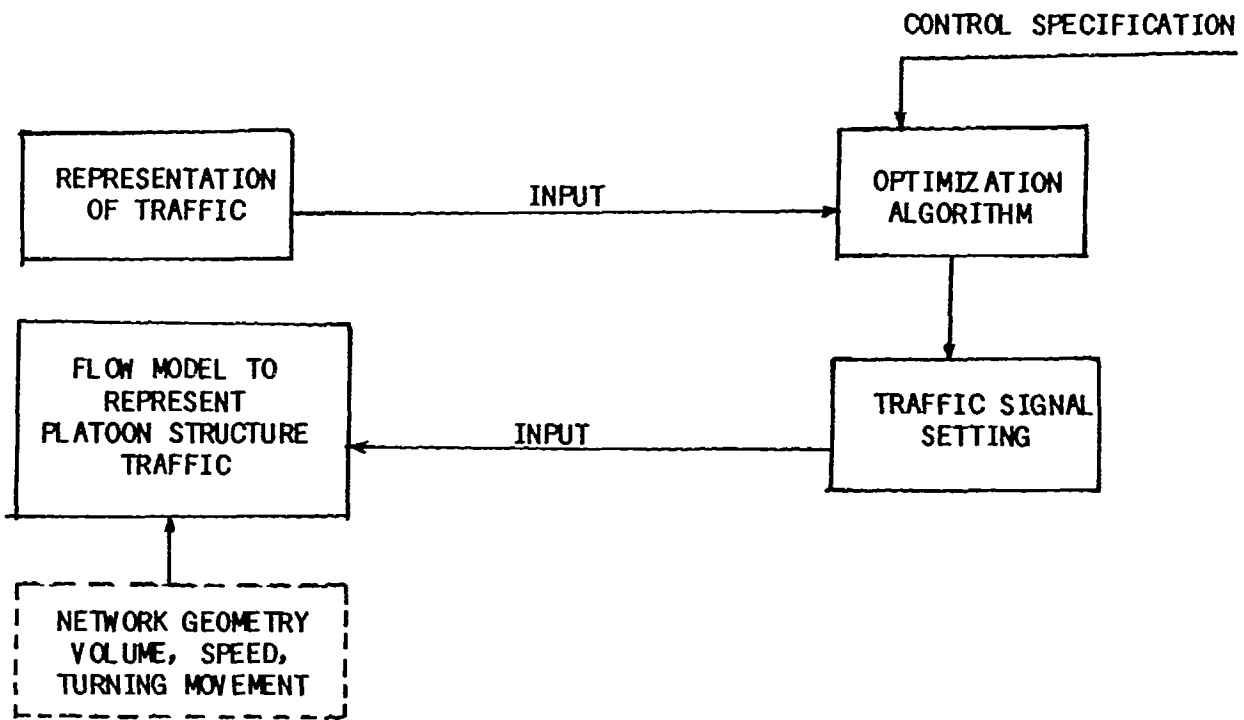 CONTROL SPECIFICATION
REPRESENTATION
OF TRAFFIC
INPUT
OPTIMIZATION
ALGORITHM
FLOW MODEL TO
REPRESENT
PLATOON STRUCTURE
TRAFFIC
INPUT
TRAFFIC SIGNAL
SETTING
NETWORK GEOMETRY
VOLUME, SPEED,
TURNING MOVEMENT